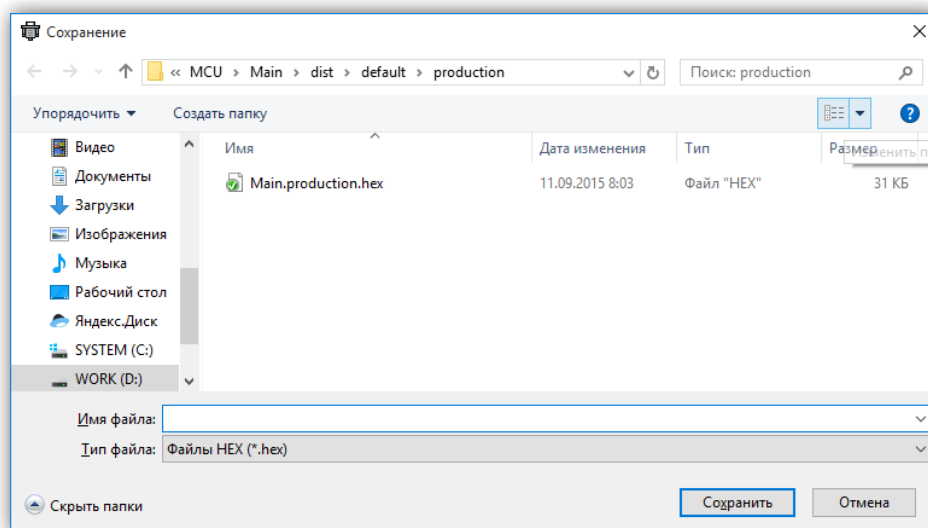 Сохранение
« MCU > Main > dist > default > production
Поиск: production
Упорядочить
Создать папку
Имя
Дата изменения
Тип
Размер
Изменить
Main.production.hex
11.09.2015 8:03
Файл "HEX"
31 КБ
Видео
Документы
Загрузки
Изображения
Музыка
Рабочий стол
Яндекс.Диск
SYSTEM (C:)
WORK (D:)
Имя файла:
Тип файла: Файлы HEX (*.hex)
Скрыть папки
Сохранить
Отмена